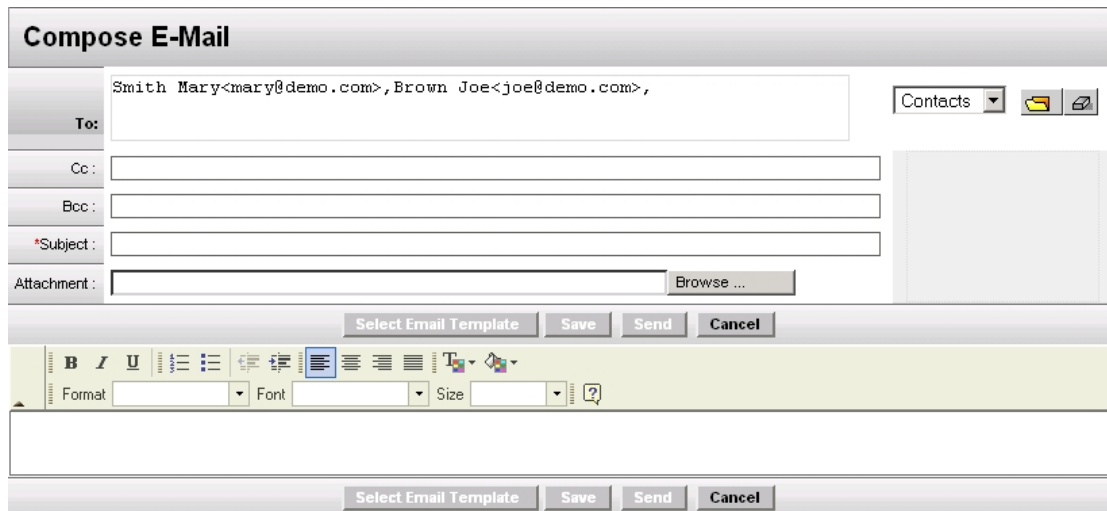 Compose E-Mail
To:
Smith Mary<mary@demo.com>,Brown Joe<joe@demo.com>,
Contacts
Cc :
Bcc :
*Subject :
Attachment :
Browse ...
Select Email Template Save Send Cancel
B I U T
Format Font Size ?
Select Email Template Save Send Cancel